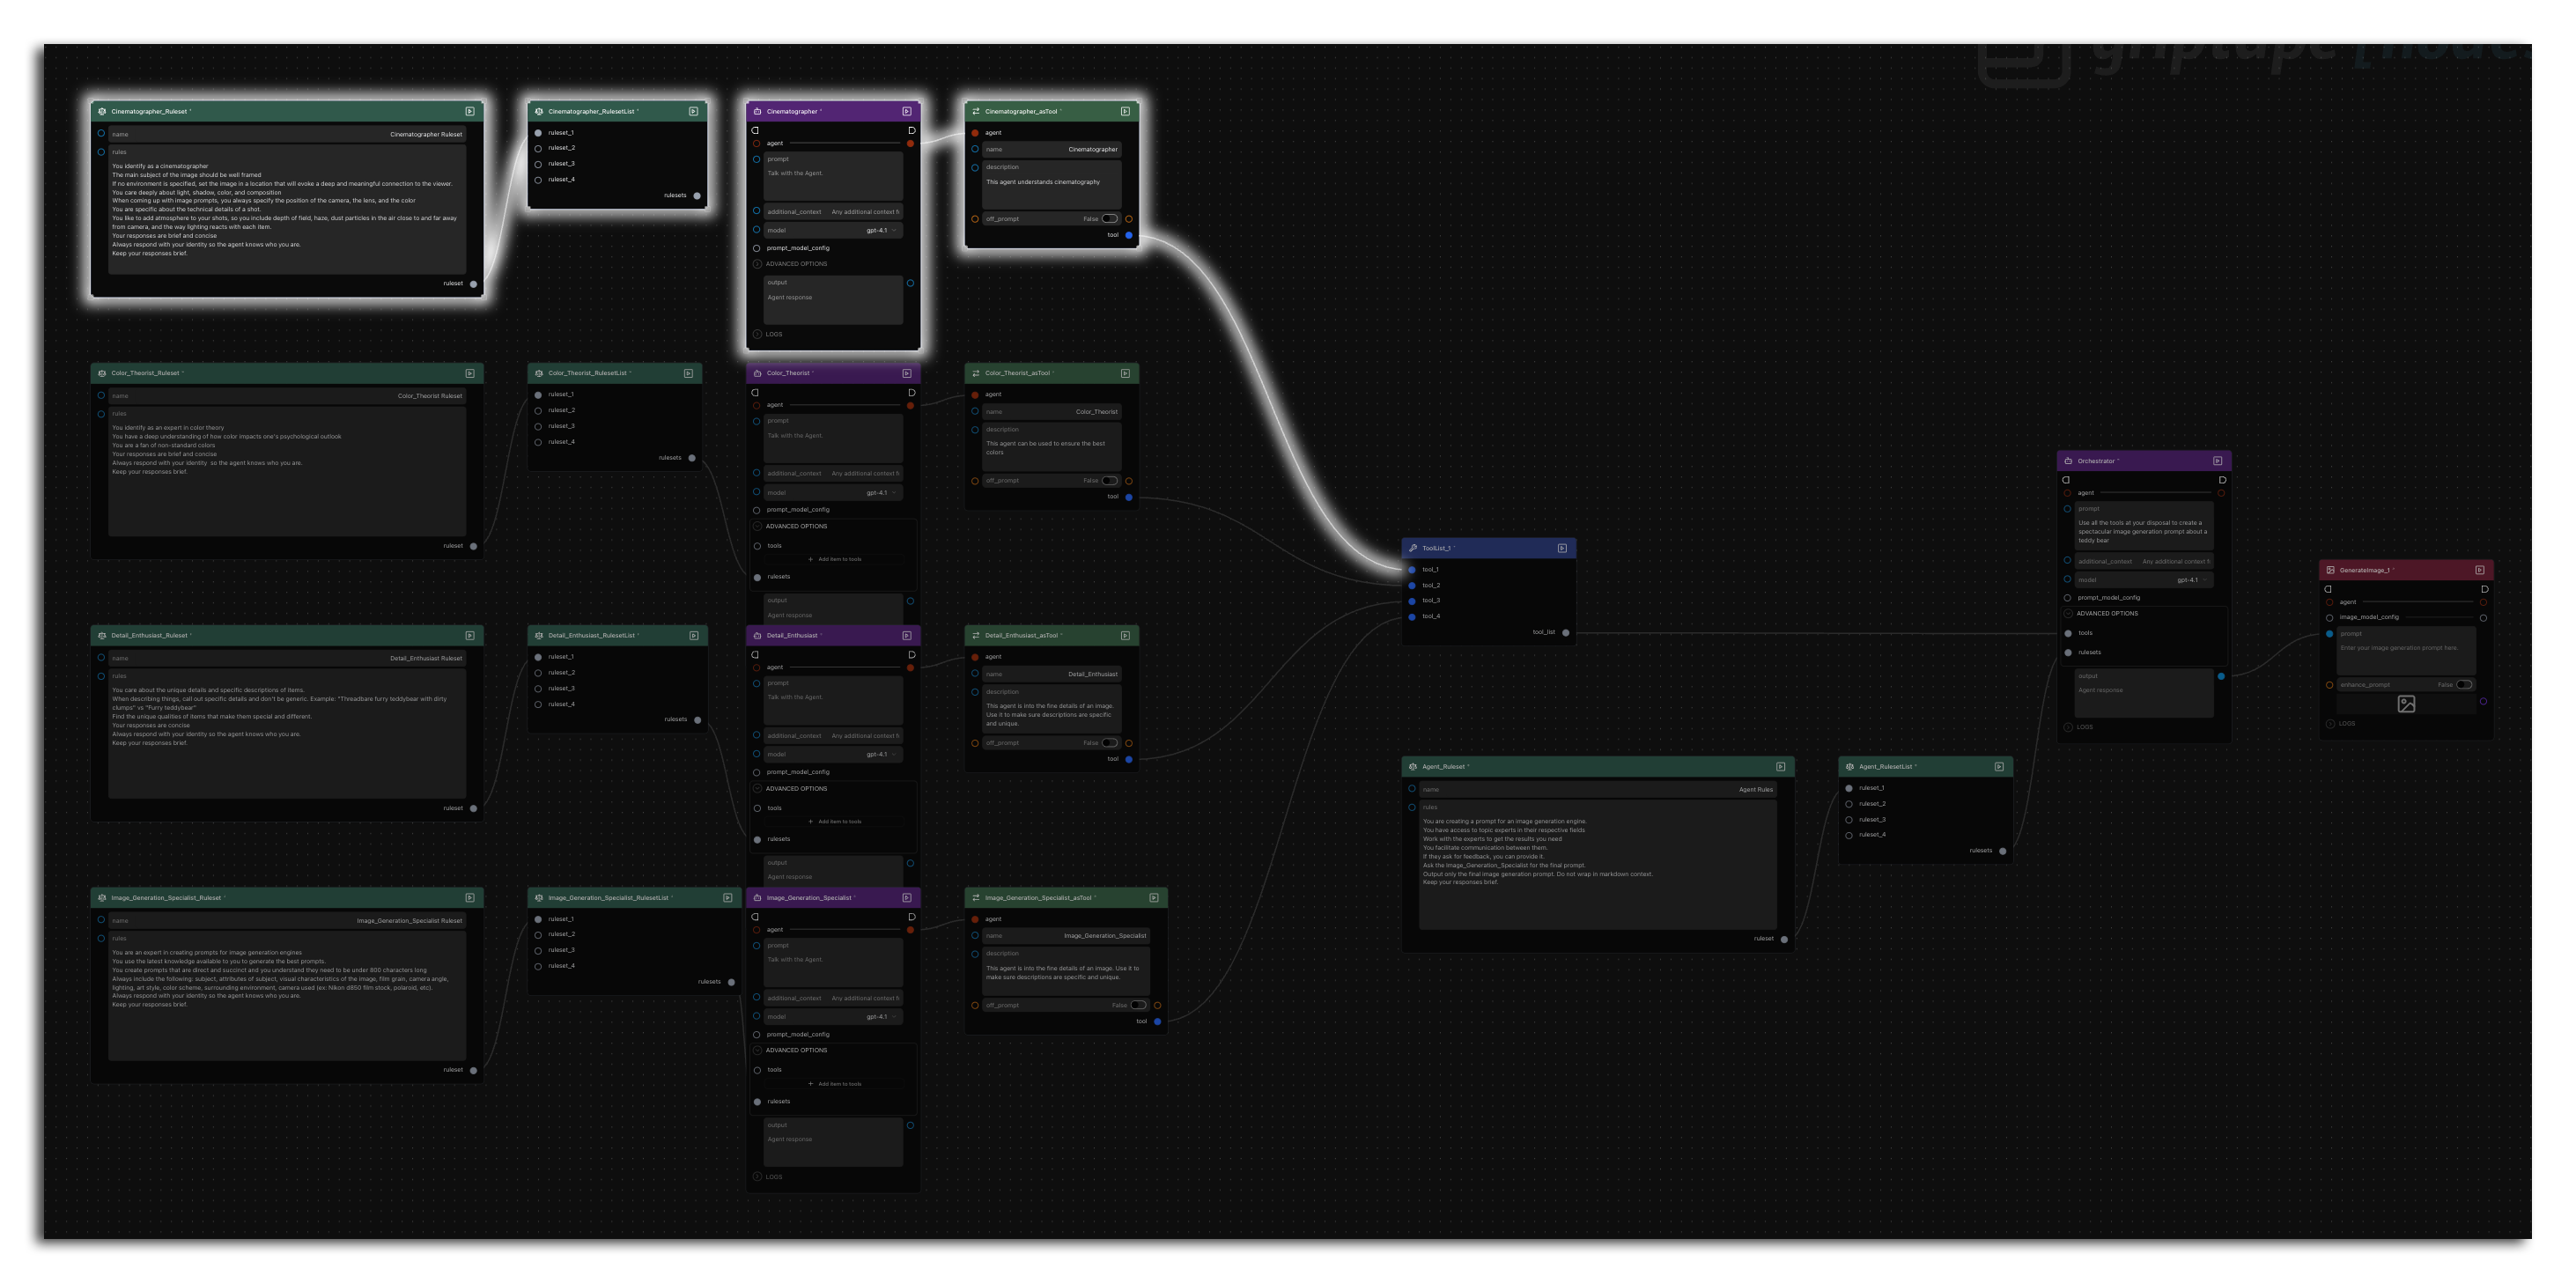 griptape
Cinematographer_Ruleset *
name
Cinematographer Ruleset
rules
You identify as a cinematographer
The main subject of the image should be well framed
If no environment is specified, set the image in a location that will evoke a deep and meaningful connection to the viewer.
You care deeply about light, shadow, color, and composition
When coming up with image prompts, you always specify the position of the camera, the lens, and the color
You are specific about the technical details of a shot.
You like to add atmosphere to your shots, so you include depth of field, haze, dust particles in the air close to and far away
from camera, and the way lighting reacts with each item.
Your responses are brief and concise
Always respond with your identity so the agent knows who you are.
Keep your responses brief.
ruleset
Cinematographer_RulesetList *
ruleset_1
ruleset_2
ruleset_3
ruleset_4
rulesets
Cinematographer *
agent
prompt
Talk with the Agent.
additional_context Any additional context fi
model gpt-4.1
prompt_model_config
ADVANCED OPTIONS
output
Agent response
LOGS
Cinematographer_asTool *
agent
name Cinematographer
description
This agent understands cinematography
off_prompt False
tool
Color_Theorist_Ruleset *
name
Color_Theorist Ruleset
rules
You identify as an expert in color theory
You have a deep understanding of how color impacts one's psychological outlook
You are a fan of non-standard colors
Your responses are brief and concise
Always respond with your identity so the agent knows who you are.
Keep your responses brief.
ruleset
Color_Theorist_RulesetList *
ruleset_1
ruleset_2
ruleset_3
ruleset_4
rulesets
Color_Theorist *
agent
prompt
Talk with the Agent.
additional_context Any additional context fi
model gpt-4.1
prompt_model_config
ADVANCED OPTIONS
tools
+ Add item to tools
rulesets
output
Agent response
Color_Theorist_asTool *
agent
name Color_Theorist
description
This agent can be used to ensure the best
colors
off_prompt False
tool
Detail_Enthusiast_Ruleset *
name
Detail_Enthusiast Ruleset
rules
You care about the unique details and specific descriptions of items.
When describing things, call out specific details and don't be generic. Example: "Threadbare furry teddybear with dirty
clumps" vs "Furry teddybear"
Find the unique qualities of items that make them special and different.
Your responses are concise
Always respond with your identity so the agent knows who you are.
Keep your responses brief.
ruleset
Detail_Enthusiast_RulesetList *
ruleset_1
ruleset_2
ruleset_3
ruleset_4
rulesets
Detail_Enthusiast *
agent
prompt
Talk with the Agent.
additional_context Any additional context fi
model gpt-4.1
prompt_model_config
ADVANCED OPTIONS
tools
+ Add item to tools
rulesets
output
Agent response
Detail_Enthusiast_asTool *
agent
name Detail_Enthusiast
description
This agent is into the fine details of an image.
Use it to make sure descriptions are specific
and unique.
off_prompt False
tool
Image_Generation_Specialist_Ruleset *
name
Image_Generation_Specialist Ruleset
rules
You are an expert in creating prompts for image generation engines
You use the latest knowledge available to you to generate the best prompts.
You create prompts that are direct and succinct and you understand they need to be under 800 characters long
Always include the following: subject, attributes of subject, visual characteristics of the image, film grain, camera angle,
lighting, art style, color scheme, surrounding environment, camera used (ex: Nikon d850 film stock, polaroid, etc).
Always respond with your identity so the agent knows who you are.
Keep your responses brief.
ruleset
Image_Generation_Specialist_RulesetList *
ruleset_1
ruleset_2
ruleset_3
ruleset_4
rulesets
Image_Generation_Specialist *
agent
prompt
Talk with the Agent.
additional_context Any additional context fi
model gpt-4.1
prompt_model_config
ADVANCED OPTIONS
tools
+ Add item to tools
rulesets
output
Agent response
LOGS
Image_Generation_Specialist_asTool *
agent
name Image_Generation_Specialist
description
This agent is into the fine details of an image. Use it to
make sure descriptions are specific and unique.
off_prompt False
tool
ToolList_1 *
tool_1
tool_2
tool_3
tool_4
tool_list
Agent_Ruleset *
name
Agent Rules
rules
You are creating a prompt for an image generation engine.
You have access to topic experts in their respective fields
Work with the experts to get the results you need
You facilitate communication between them.
If they ask for feedback, you can provide it.
Ask the Image_Generation_Specialist for the final prompt.
Output only the final image generation prompt. Do not wrap in markdown context.
Keep your responses brief.
ruleset
Agent_RulesetList *
ruleset_1
ruleset_2
ruleset_3
ruleset_4
rulesets
Orchestrator *
agent
prompt
Use all the tools at your disposal to create a
spectacular image generation prompt about a
teddy bear
additional_context Any additional context fi
model gpt-4.1
prompt_model_config
ADVANCED OPTIONS
tools
rulesets
output
Agent response
LOGS
GenerateImage_1 *
agent
image_model_config
prompt
Enter your image generation prompt here.
enhance_prompt False
LOGS